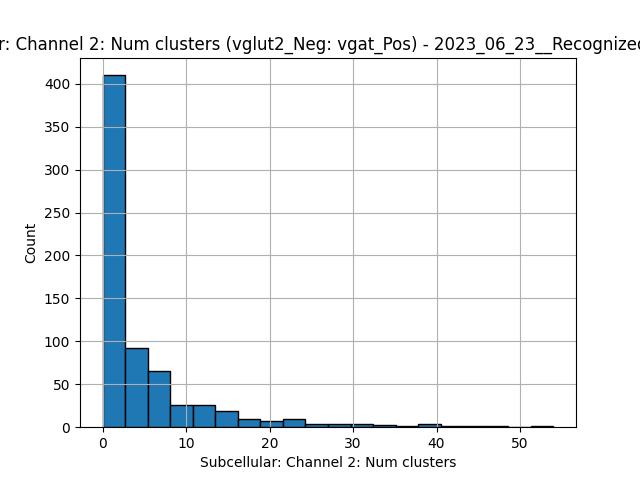 r: Channel 2: Num clusters (vglut2_Neg: vgat_Pos) - 2023_06_23__Recognized
400
350
300
250
200
150
100
50
0
Count
0 10 20 30 40 50
Subcellular: Channel 2: Num clusters